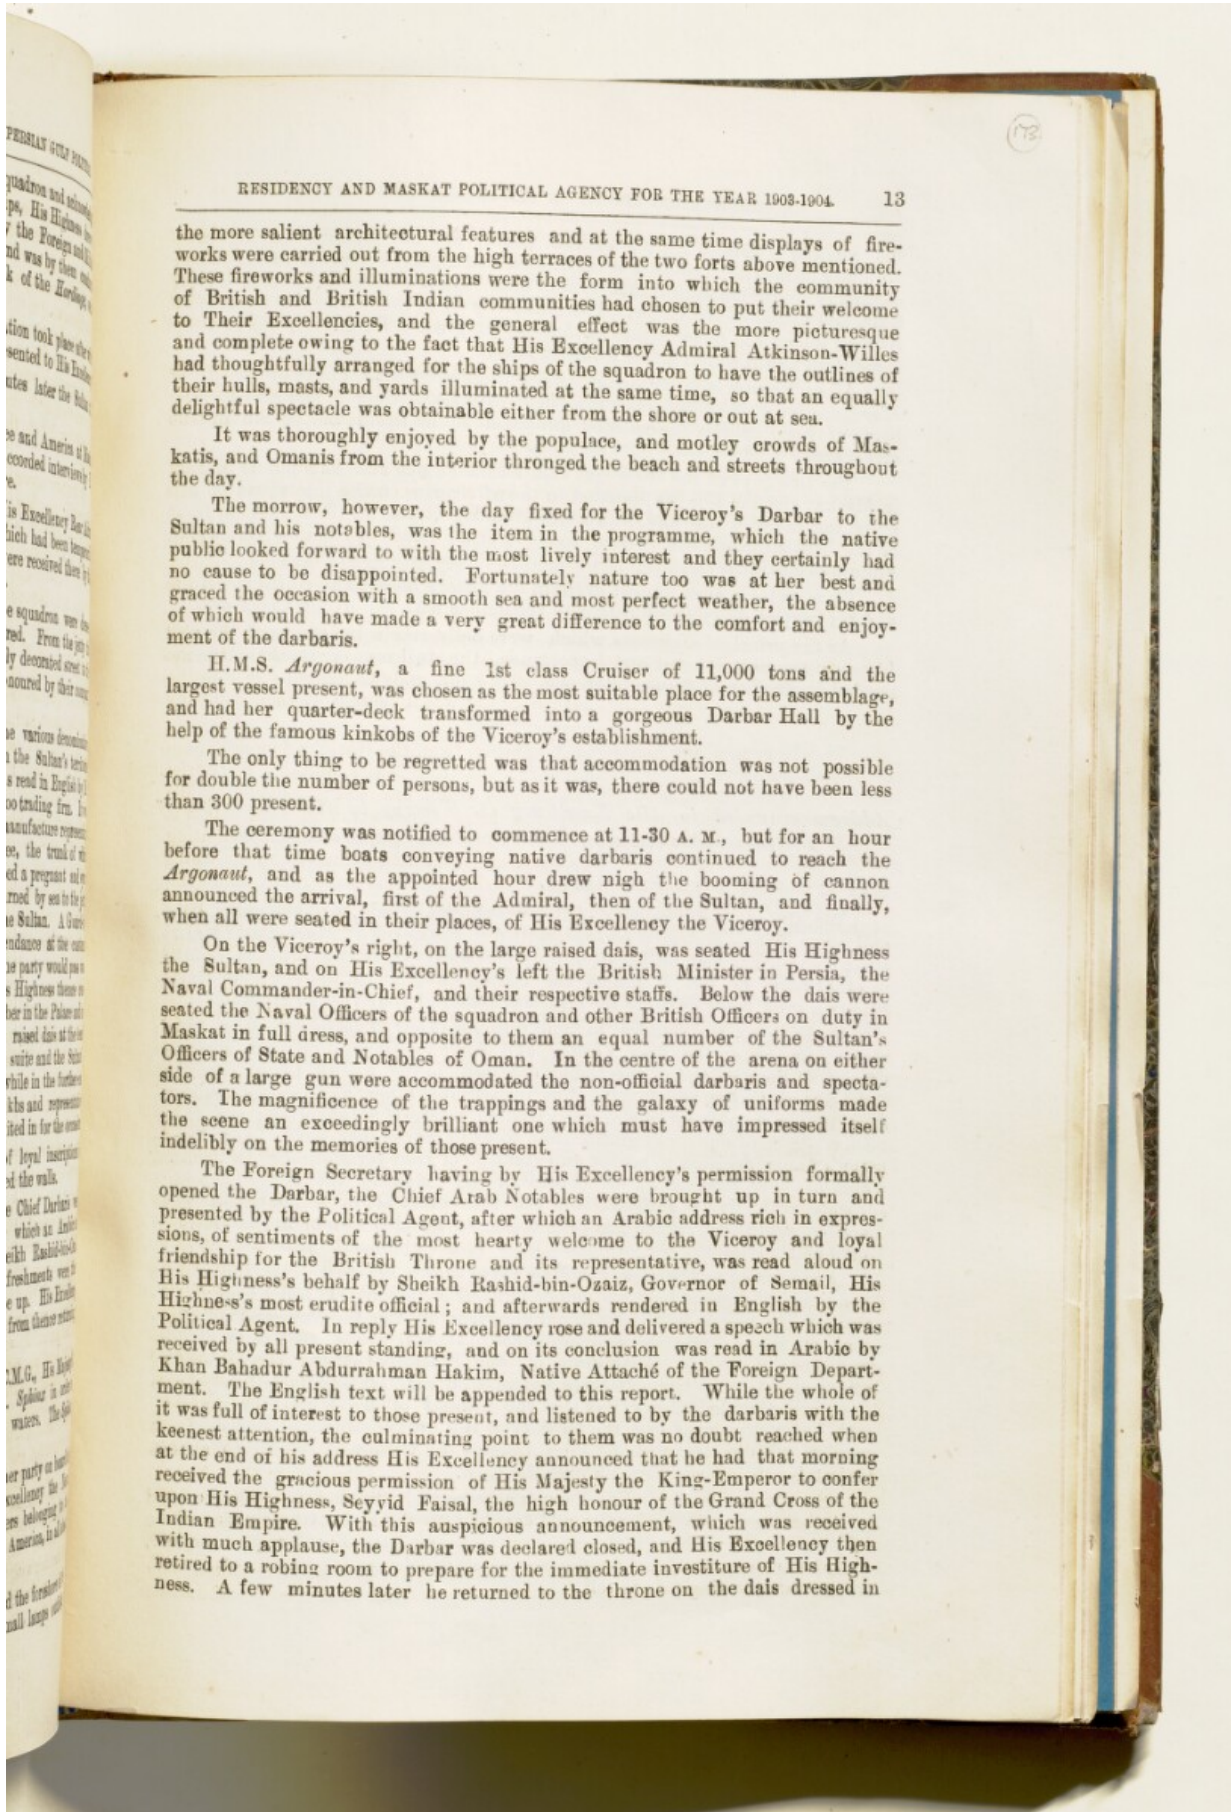 173
RESIDENCY AND MASKAT POLITICAL AGENCY FOR THE YEAR 1903-1904. 13
the more salient architectural features and at the same time displays of fire-
works were carried out from the high terraces of the two forts above mentioned.
These fireworks and illuminations were the form into which the community
of British and British Indian communities had chosen to put their welcome
to Their Excellencies, and the general effect was the more picturesque
and complete owing to the fact that His Excellency Admiral Atkinson-Willes
had thoughtfully arranged for the ships of the squadron to have the outlines of
their hulls, masts, and yards illuminated at the same time, so that an equally
delightful spectacle was obtainable either from the shore or out at sea.
It was thoroughly enjoyed by the populace, and motley crowds of Mas-
katis, and Omanis from the interior thronged the beach and streets throughout
the day.
The morrow, however, the day fixed for the Viceroy's Darbar to the
Sultan and his notables, was the item in the programme, which the native
public looked forward to with the most lively interest and they certainly had
no cause to be disappointed. Fortunately nature too was at her best and
graced the occasion with a smooth sea and most perfect weather, the absence
of which would have made a very great difference to the comfort and enjoy-
ment of the darbaris.
H.M.S. Argonaut, a fine 1st class Cruiser of 11,000 tons and the
largest vessel present, was chosen as the most suitable place for the assemblage,
and had her quarter-deck transformed into a gorgeous Darbar Hall by the
help of the famous kinkobs of the Viceroy's establishment.
The only thing to be regretted was that accommodation was not possible
for double the number of persons, but as it was, there could not have been less
than 300 present.
The ceremony was notified to commence at 11-30 A. M., but for an hour
before that time boats conveying native darbaris continued to reach the
Argonaut, and as the appointed hour drew nigh the booming of cannon
announced the arrival, first of the Admiral, then of the Sultan, and finally,
when all were seated in their places, of His Excellency the Viceroy.
On the Viceroy's right, on the large raised dais, was seated His Highness
the Sultan, and on His Excellency's left the British Minister in Persia, the
Naval Commander-in-Chief, and their respective staffs. Below the dais were
seated the Naval Officers of the squadron and other British Officers on duty in
Maskat in full dress, and opposite to them an equal number of the Sultan's
Officers of State and Notables of Oman. In the centre of the arena on either
side of a large gun were accommodated the non-official darbaris and specta-
tors. The magnificence of the trappings and the galaxy of uniforms made
the scene an exceedingly brilliant one which must have impressed itself
indelibly on the memories of those present.
The Foreign Secretary having by His Excellency's permission formally
opened the Darbar, the Chief Arab Notables were brought up in turn and
presented by the Political Agent, after which an Arabic address rich in expres-
sions, of sentiments of the most hearty welcome to the Viceroy and loyal
friendship for the British Throne and its representative, was read aloud on
His Highness's behalf by Sheikh Rashid-bin-Ozaiz, Governor of Semail, His
Highness's most erudite official; and afterwards rendered in English by the
Political Agent. In reply His Excellency rose and delivered a speech which was
received by all present standing, and on its conclusion was read in Arabic by
Khan Bahadur Abdurrahman Hakim, Native Attaché of the Foreign Depart-
ment. The English text will be appended to this report. While the whole of
it was full of interest to those present, and listened to by the darbaris with the
keenest attention, the culminating point to them was no doubt reached when
at the end of his address His Excellency announced that he had that morning
received the gracious permission of His Majesty the King-Emperor to confer
upon His Highness, Seyyid Faisal, the high honour of the Grand Cross of the
Indian Empire. With this auspicious announcement, which was received
with much applause, the Darbar was declared closed, and His Excellency then
retired to a robing room to prepare for the immediate investiture of His High-
ness. A few minutes later he returned to the throne on the dais dressed in